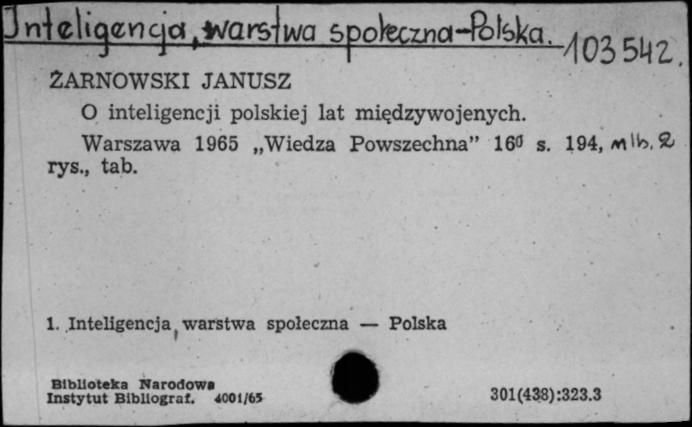 Inteligencja, warstwa społeczna-Polska.
103542.
ŻARNOWSKI JANUSZ
O inteligencji polskiej lat międzywojenych.
Warszawa 1965 „Wiedza Powszechna” 16⁰ s. 194, nlb. 2
rys., tab.
1. Inteligencja, warstwa społeczna — Polska
Biblioteka Narodowa
Instytut Bibliograf. 4001/65
301(438):323.3